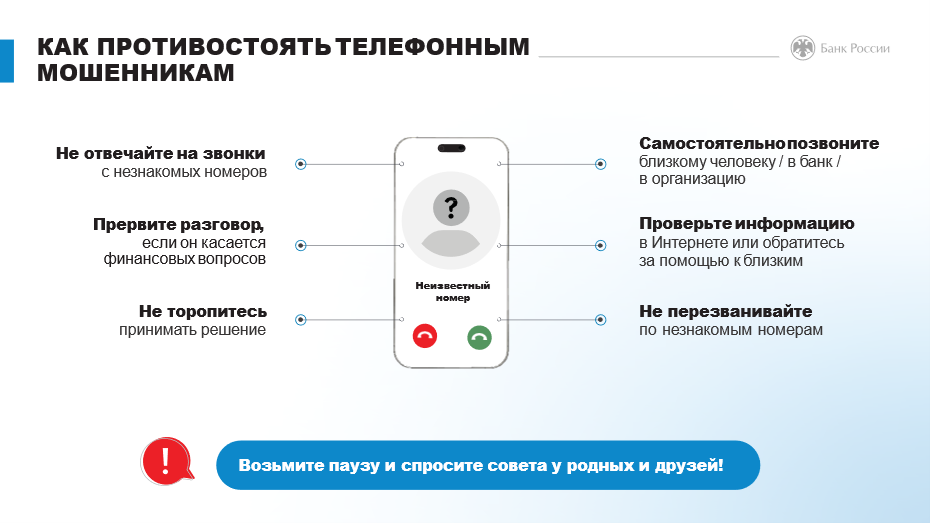 КАК ПРОТИВОСТОЯТЬ ТЕЛЕФОННЫМ
МОШЕННИКАМ
Банк России
Не отвечайте на звонки
с незнакомых номеров
Прервите разговор,
если он касается
финансовых вопросов
Не торопитесь
принимать решение
?
Неизвестный
номер
Самостоятельно позвоните
близкому человеку / в банк /
в организацию
Проверьте информацию
в Интернете или обратитесь
за помощью к близким
Не перезванивайте
по незнакомым номерам
!
Возьмите паузу и спросите совета у родных и друзей!